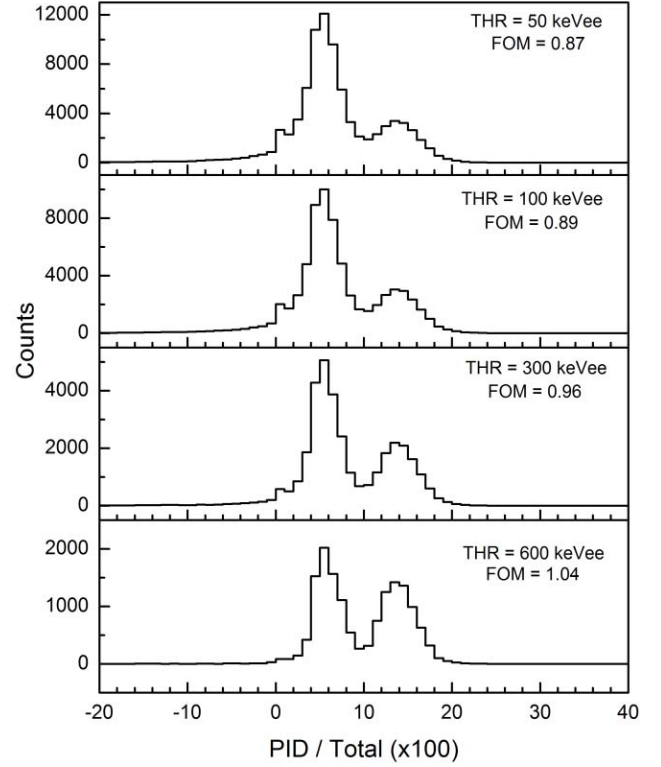 12000
8000
4000
0
THR = 50 keVee
FOM = 0.87
8000
4000
0
THR = 100 keVee
FOM = 0.89
Counts
4000
2000
0
THR = 300 keVee
FOM = 0.96
2000
1000
0
THR = 600 keVee
FOM = 1.04
-20 -10 0 10 20 30 40
PID / Total (x100)